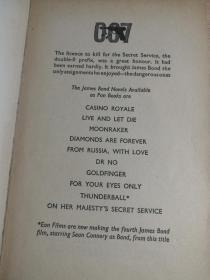 007
The licence to kill for the Secret Service, the
double-0 prefix, was a great honour. It had
been earned hardly. It brought James Bond the
only assignments he enjoyed—the dangerous ones
The James Bond Novels Available
as Pan Books are
CASINO ROYALE
LIVE AND LET DIE
MOONRAKER
DIAMONDS ARE FOREVER
FROM RUSSIA, WITH LOVE
DR NO
GOLDFINGER
FOR YOUR EYES ONLY
THUNDERBALL*
ON HER MAJESTY'S SECRET SERVICE
*Eon Films are now making the fourth James Bond
film, starring Sean Connery as Bond, from this title